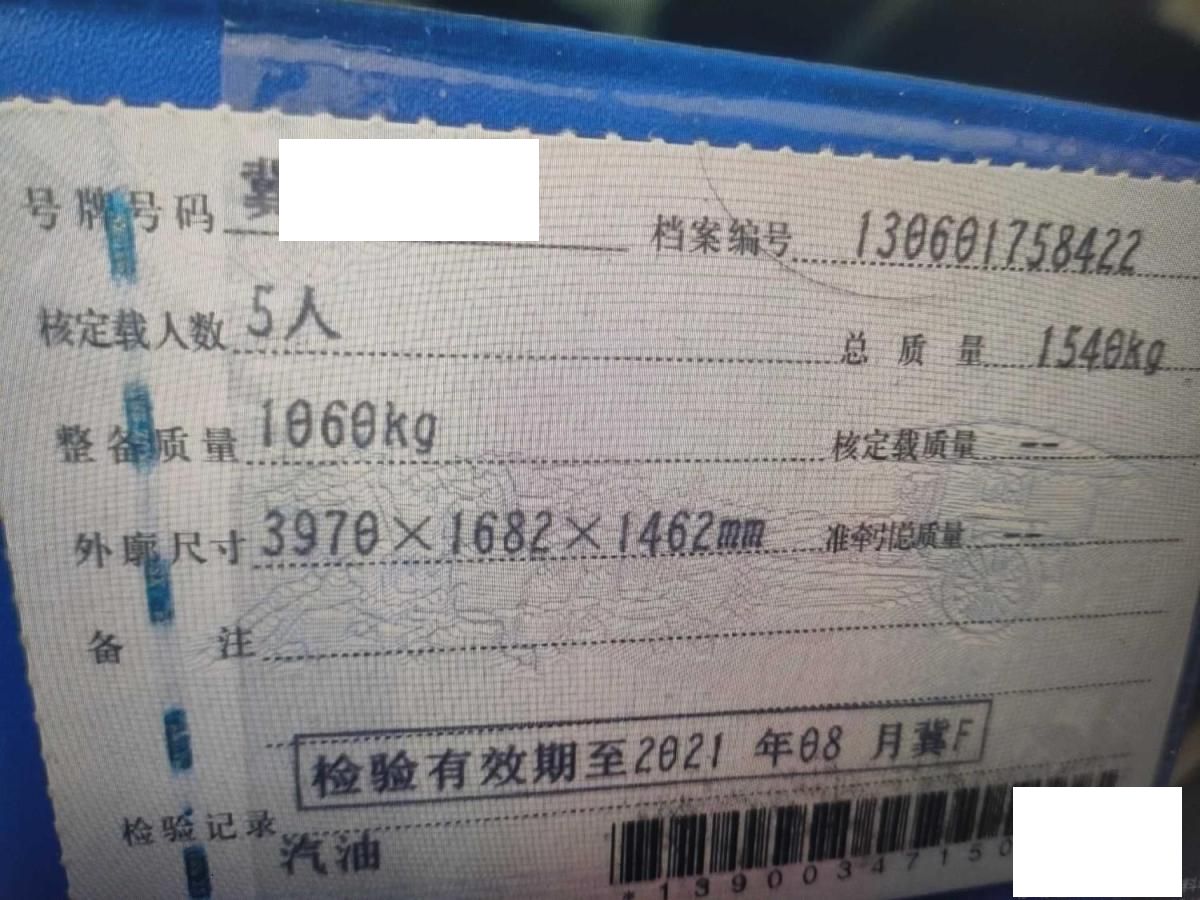 号牌号码 冀 档案编号 130601758422
核定载人数 5人 总质量 1540kg
整备质量 1060kg 核定载质量 --
外廓尺寸 3970×1682×1462mm 准牵引总质量 --
备注
检验有效期至2021年08月冀F
检验记录
汽油
*13900347150